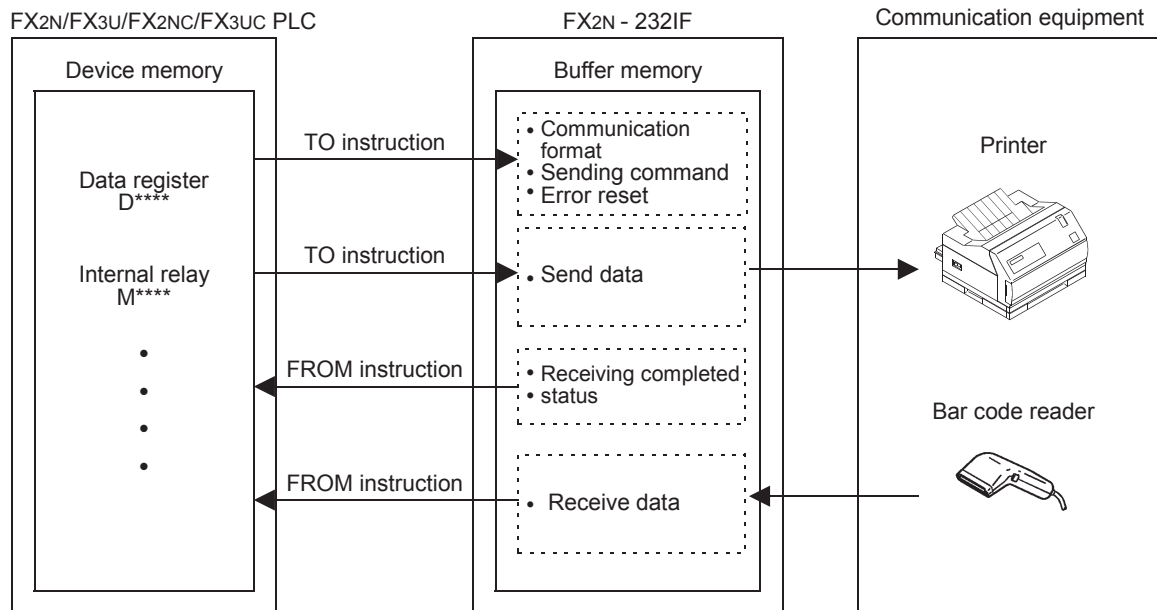 FX2N/FX3U/FX2NC/FX3UC PLC
FX2N - 232IF
Communication equipment
Device memory
Buffer memory
TO instruction
• Communication
format
• Sending command
• Error reset
Printer
Data register
D****
TO instruction
Internal relay
M****
• Send data
•
•
•
•
FROM instruction
• Receiving completed
• status
Bar code reader
FROM instruction
• Receive data